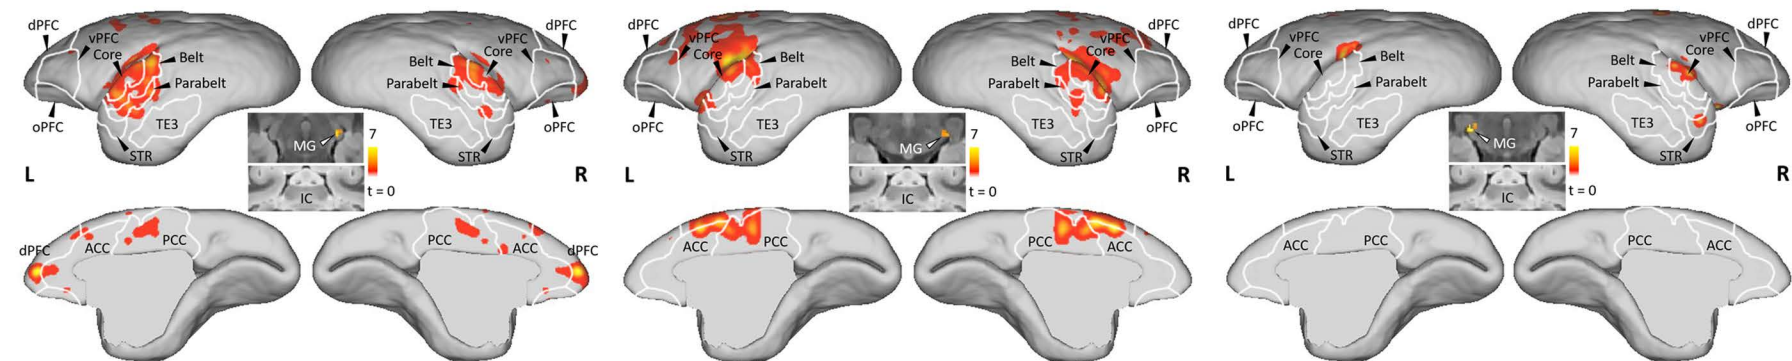 dPFC
vPFC
Core
Belt
Parabelt
oPFC
TE3
STR
dPFC
vPFC
Core
Belt
Parabelt
oPFC
TE3
STR
MG
7
t = 0
IC
L
R
ACC
PCC
dPFC
PCC
ACC
dPFC
dPFC
vPFC
Core
Belt
Parabelt
oPFC
TE3
STR
dPFC
vPFC
Core
Belt
Parabelt
oPFC
TE3
STR
MG
7
t = 0
IC
L
R
ACC
PCC
PCC
ACC
dPFC
vPFC
Core
Belt
Parabelt
oPFC
TE3
STR
dPFC
vPFC
Core
Belt
Parabelt
oPFC
TE3
STR
MG
7
t = 0
IC
L
R
ACC
PCC
PCC
ACC